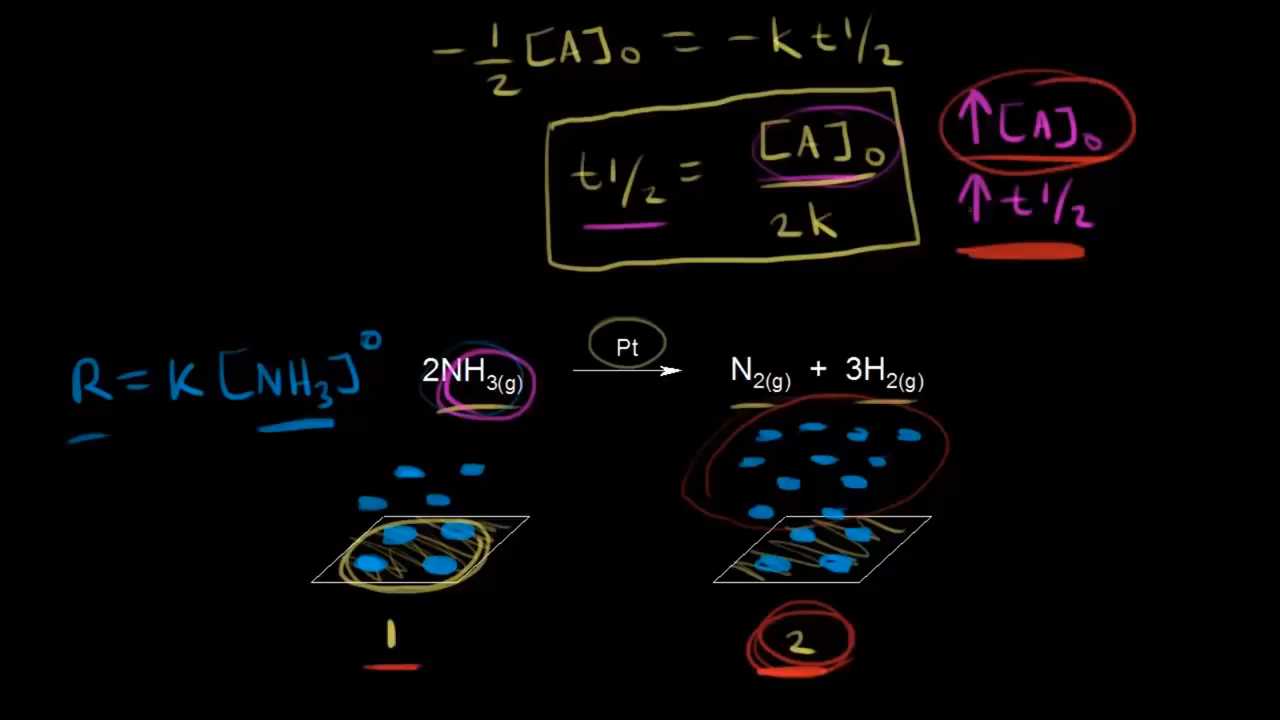 -1/2 [A]₀ = -kt1/2
t1/2 = [A]₀/2k
↑[A]₀
↑t1/2
R = K[NH₃]⁰
2NH₃(g) Pt → N₂(g) + 3H₂(g)
1
2